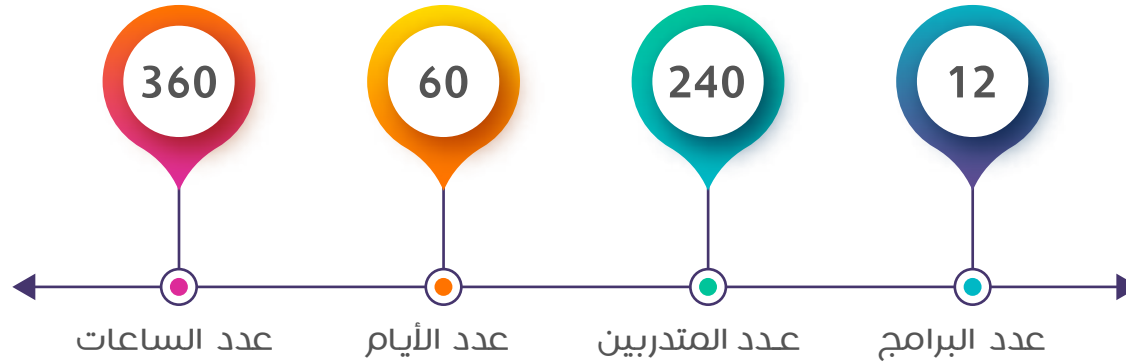 12 240 60 360
عدد البرامج عدد المتدربين عدد الأيام عدد الساعات